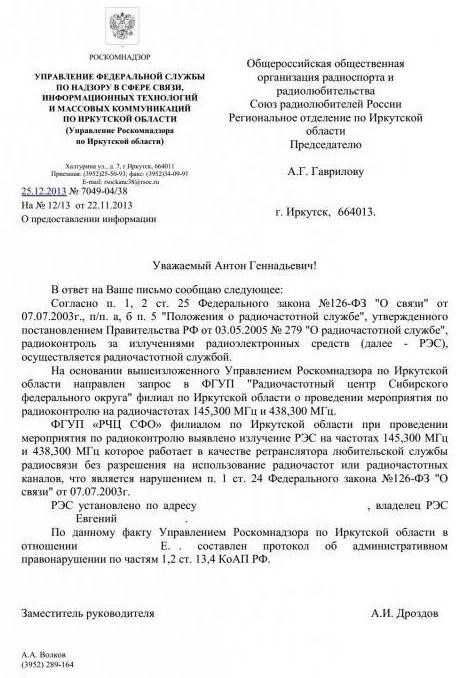 РОСКОМНАДЗОР
УПРАВЛЕНИЕ ФЕДЕРАЛЬНОЙ СЛУЖБЫ
ПО НАДЗОРУ В СФЕРЕ СВЯЗИ,
ИНФОРМАЦИОННЫХ ТЕХНОЛОГИЙ
И МАССОВЫХ КОММУНИКАЦИЙ
ПО ИРКУТСКОЙ ОБЛАСТИ
(Управление Роскомнадзора
по Иркутской области)
Халтурина ул., д. 7, г.Иркутск, 664011
Приемная: (3952)25-50-93; факс: (3952)34-09-91
E-mail: rsockanc38@rsoc.ru
25.12.2013 № 7049-04/38
На № 12/13 от 22.11.2013
О предоставлении информации
Общероссийская общественная
организация радиоспорта и
радиолюбительства
Союз радиолюбителей России
Региональное отделение по Иркутской
области
Председателю
А.Г. Гаврилову
г. Иркутск, 664013.
Уважаемый Антон Геннадьевич!
В ответ на Ваше письмо сообщаю следующее:
Согласно п. 1, 2 ст. 25 Федерального закона №126-ФЗ "О связи" от
07.07.2003г., п/п. а, б п. 5 "Положения о радиочастотной службе", утвержденного
постановлением Правительства РФ от 03.05.2005 № 279 "О радиочастотной службе",
радиоконтроль за излучениями радиоэлектронных средств (далее - РЭС),
осуществляется радиочастотной службой.
На основании вышеизложенного Управлением Роскомнадзора по Иркутской
области направлен запрос в ФГУП "Радиочастотный центр Сибирского
федерального округа" филиал по Иркутской области о проведении мероприятия по
радиоконтролю на радиочастотах 145,300 МГц и 438,300 МГц.
ФГУП «РЧЦ СФО» филиалом по Иркутской области при проведении
мероприятия по радиоконтролю выявлено излучение РЭС на частотах 145,300 МГц
и 438,300 МГц которое работает в качестве ретранслятора любительской службы
радиосвязи без разрешения на использование радиочастот или радиочастотных
каналов, что является нарушением п. 1 ст. 24 Федерального закона №126-ФЗ "О
связи" от 07.07.2003г.
РЭС установлено по адресу , владелец РЭС
Евгений .
По данному факту Управлением Роскомнадзора по Иркутской области в
отношении Е. . составлен протокол об административном
правонарушении по частям 1,2 ст. 13,4 КоАП РФ.
Заместитель руководителя А.И. Дроздов
А.А. Волков
(3952) 289-164